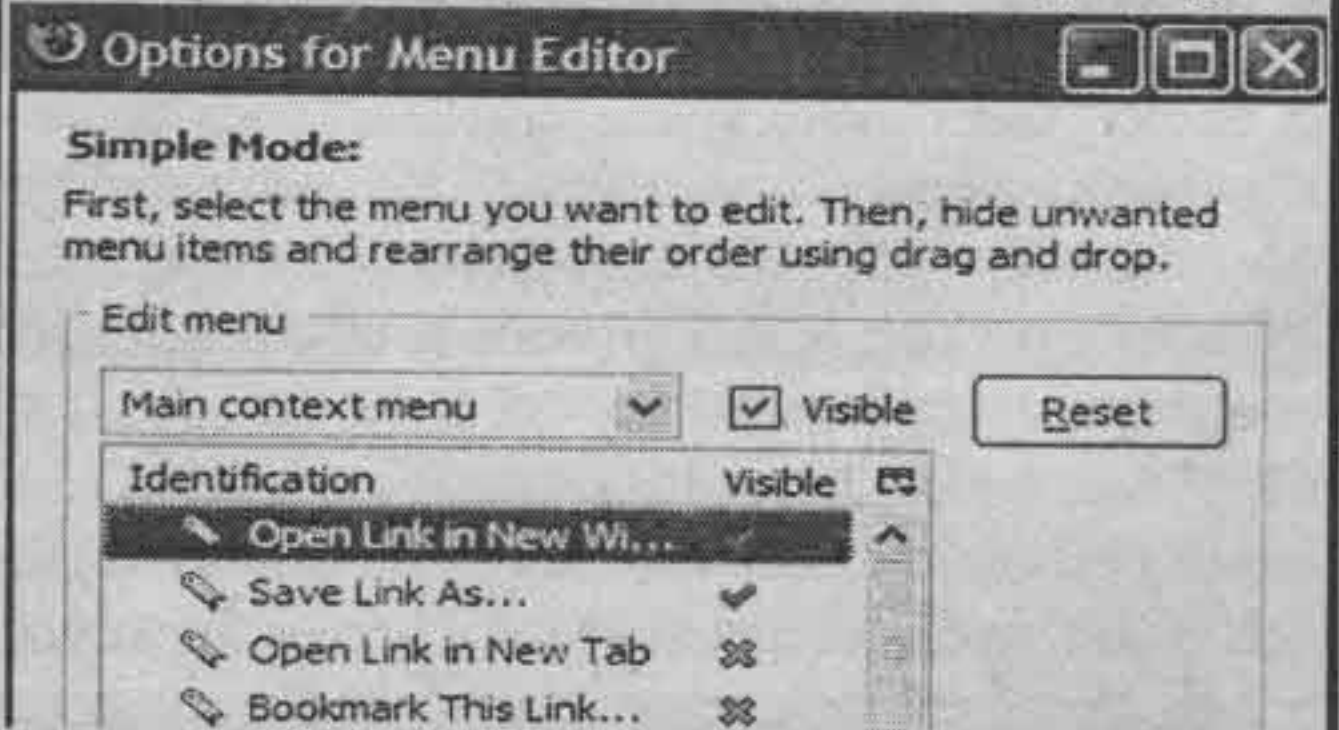 Options for Menu Editor
Simple Mode:
First, select the menu you want to edit. Then, hide unwanted
menu items and rearrange their order using drag and drop.
Edit menu
Main context menu Visible Reset
Identification Visible
Open Link in New Wi...
Save Link As...
Open Link in New Tab
Bookmark This Link...